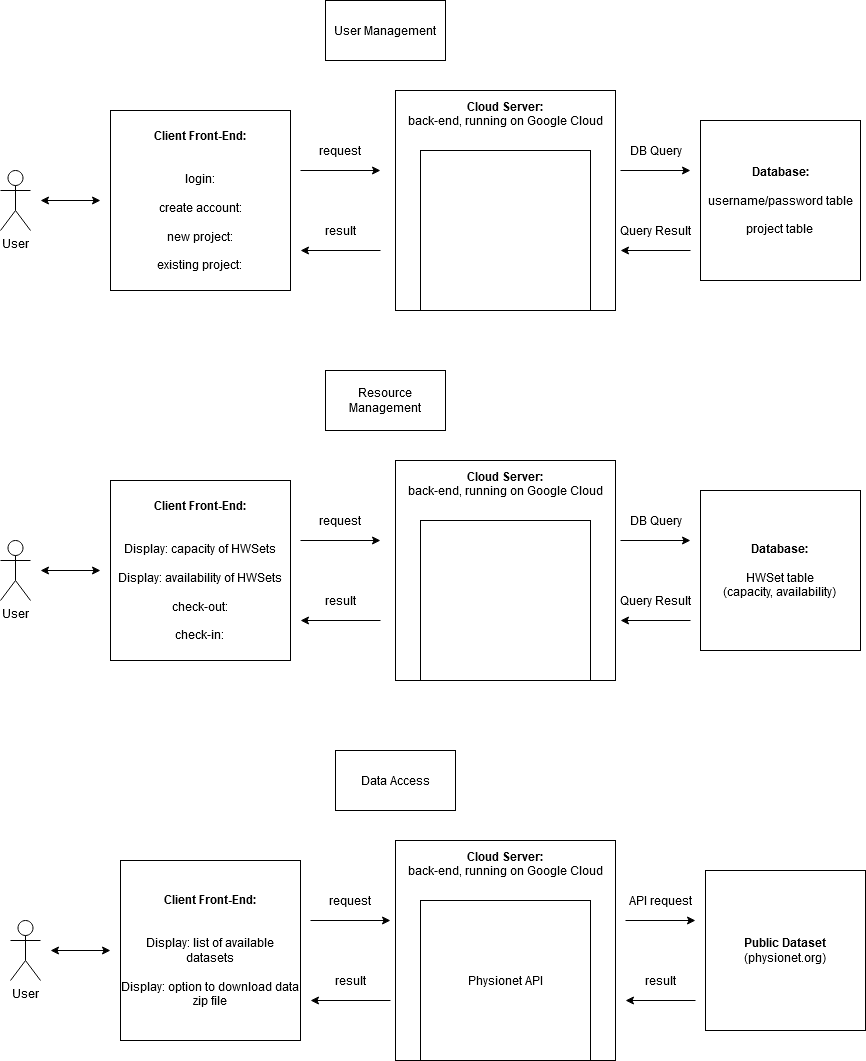 User Management
Cloud Server:
back-end, running on Google Cloud
Client Front-End:
login:
create account:
new project:
existing project:
User
request
result
DB Query
Query Result
Database:
username/password table
project table
Resource
Management
Cloud Server:
back-end, running on Google Cloud
Client Front-End:
Display: capacity of HWSets
Display: availability of HWSets
check-out:
check-in:
User
request
result
DB Query
Query Result
Database:
HWSet table
(capacity, availability)
Data Access
Cloud Server:
back-end, running on Google Cloud
Client Front-End:
Display: list of available
datasets
Display: option to download data
zip file
User
request
result
Physionet API
API request
result
Public Dataset
(physionet.org)